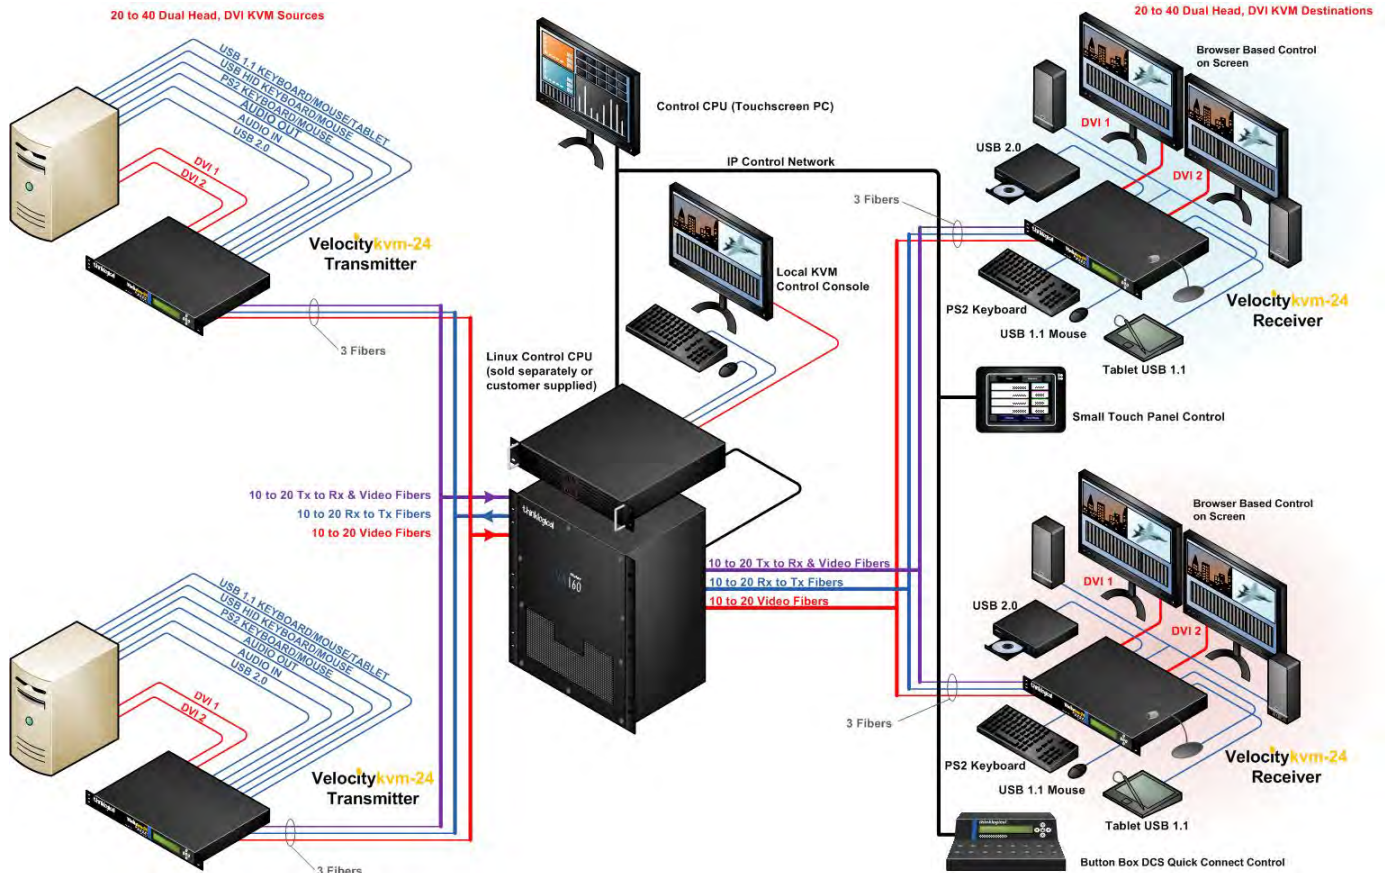 20 to 40 Dual Head, DVI KVM Sources
USB 1.1 KEYBOARD/MOUSE/TABLET
USB HID KEYBOARD/MOUSE
PS2 KEYBOARD/MOUSE
AUDIO OUT
AUDIO IN
USB 2.0
DVI 1
DVI 2
thinklogical
Velocitykvm-24
Transmitter
3 Fibers
Control CPU (Touchscreen PC)
IP Control Network
Local KVM
Control Console
Linux Control CPU
(sold separately or
customer supplied)
10 to 20 Tx to Rx & Video Fibers
10 to 20 Rx to Tx Fibers
10 to 20 Video Fibers
thinklogical
160
10 to 20 Tx to Rx & Video Fibers
10 to 20 Rx to Tx Fibers
10 to 20 Video Fibers
USB 1.1 KEYBOARD/MOUSE/TABLET
USB HID KEYBOARD/MOUSE
PS2 KEYBOARD/MOUSE
AUDIO OUT
AUDIO IN
USB 2.0
DVI 1
DVI 2
thinklogical
Velocitykvm-24
Transmitter
3 Fibers
20 to 40 Dual Head, DVI KVM Destinations
Browser Based Control
on Screen
DVI 1
USB 2.0
DVI 2
3 Fibers
thinklogical
PS2 Keyboard
USB 1.1 Mouse
Velocitykvm-24
Receiver
Tablet USB 1.1
Small Touch Panel Control
Browser Based Control
on Screen
DVI 1
USB 2.0
DVI 2
3 Fibers
thinklogical
PS2 Keyboard
USB 1.1 Mouse
Velocitykvm-24
Receiver
Tablet USB 1.1
thinklogical
Button Box DCS Quick Connect Control